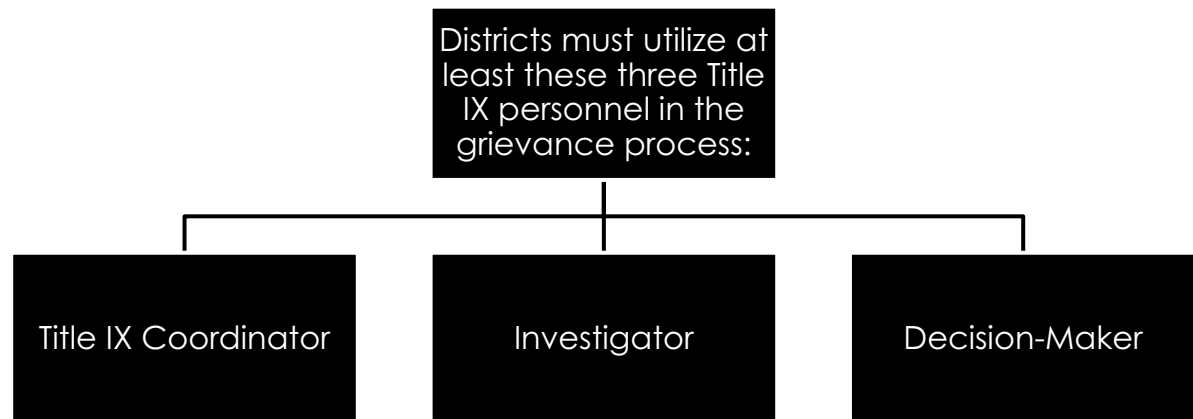 Districts must utilize at
least these three Title
IX personnel in the
grievance process:
Title IX Coordinator
Investigator
Decision-Maker